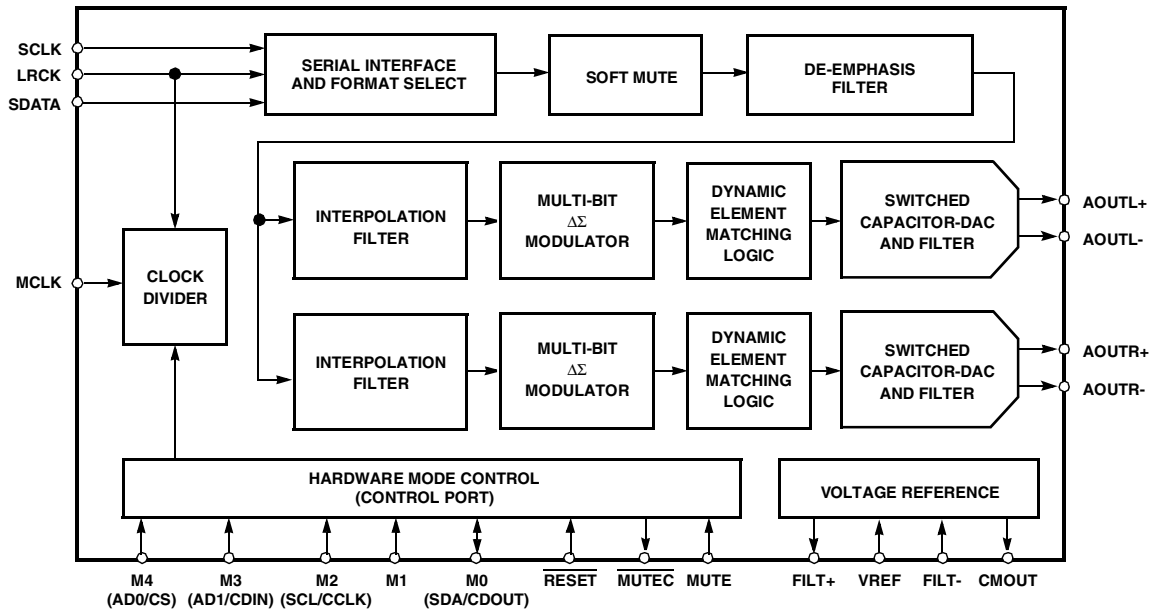 SCLK
LRCK
SDATA
SERIAL INTERFACE
AND FORMAT SELECT
SOFT MUTE
DE-EMPHASIS
FILTER
MCLK
CLOCK
DIVIDER
INTERPOLATION
FILTER
MULTI-BIT
ΔΣ
MODULATOR
DYNAMIC
ELEMENT
MATCHING
LOGIC
SWITCHED
CAPACITOR-DAC
AND FILTER
AOUTL+
AOUTL-
INTERPOLATION
FILTER
MULTI-BIT
ΔΣ
MODULATOR
DYNAMIC
ELEMENT
MATCHING
LOGIC
SWITCHED
CAPACITOR-DAC
AND FILTER
AOUTR+
AOUTR-
HARDWARE MODE CONTROL
(CONTROL PORT)
VOLTAGE REFERENCE
M4
(AD0/CS)
M3
(AD1/CDIN)
M2
(SCL/CCLK)
M1
M0
(SDA/CDOUT)
RESET
MUTEC
MUTE
FILT+
VREF
FILT-
CMOUT